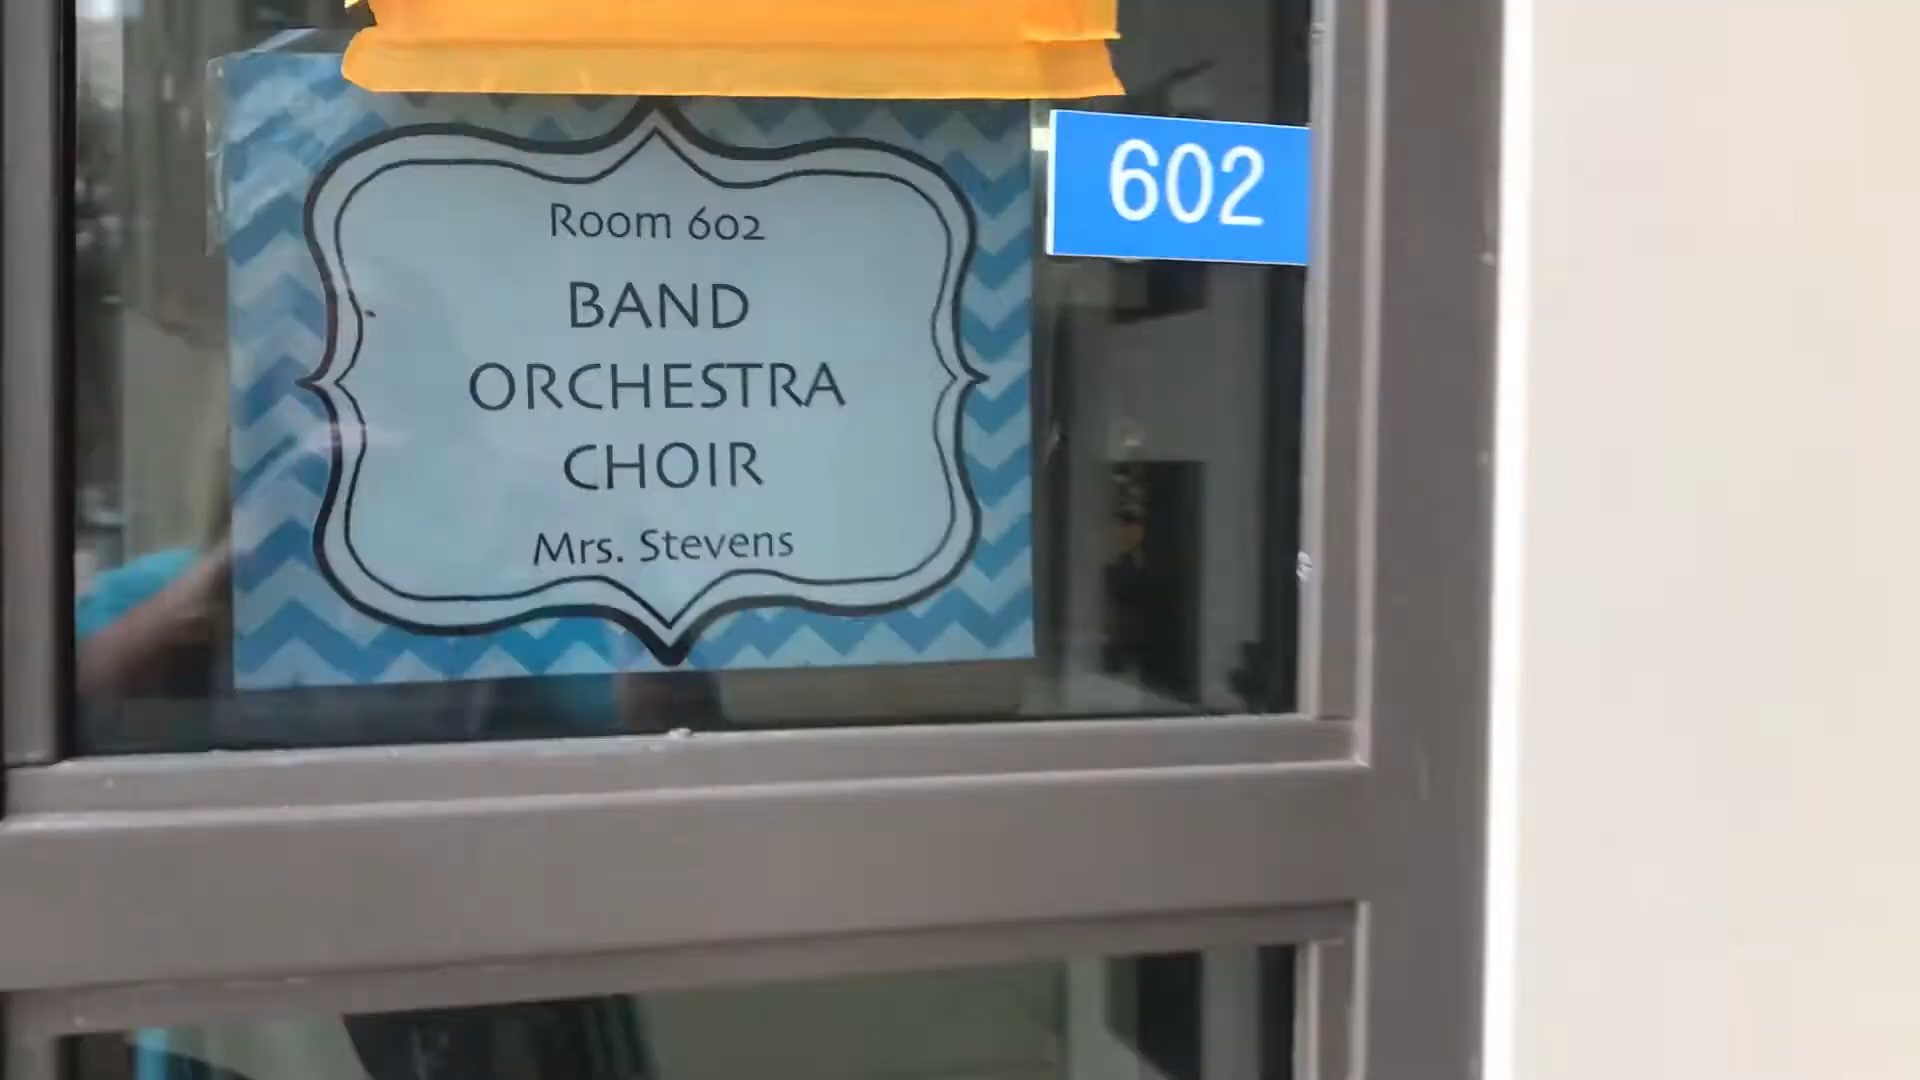 Room 602
BAND
ORCHESTRA
CHOIR
Mrs. Stevens
602